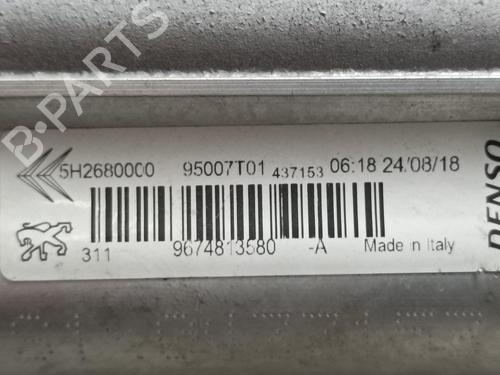 5H2680000 95007T01 437153 06:18 24/08/18
311 9674813580 -A Made in Italy
DENSO
B-PARTS